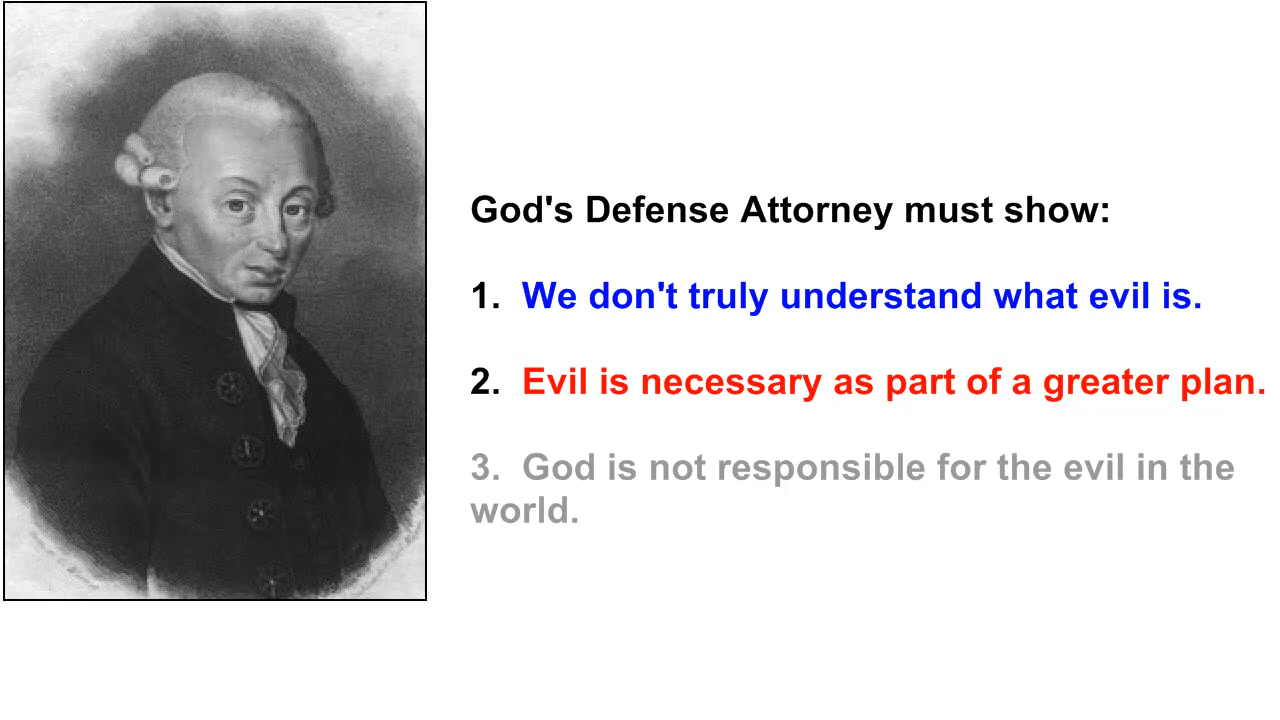 God's Defense Attorney must show:
1. We don't truly understand what evil is.
2. Evil is necessary as part of a greater plan.
3. God is not responsible for the evil in the
world.